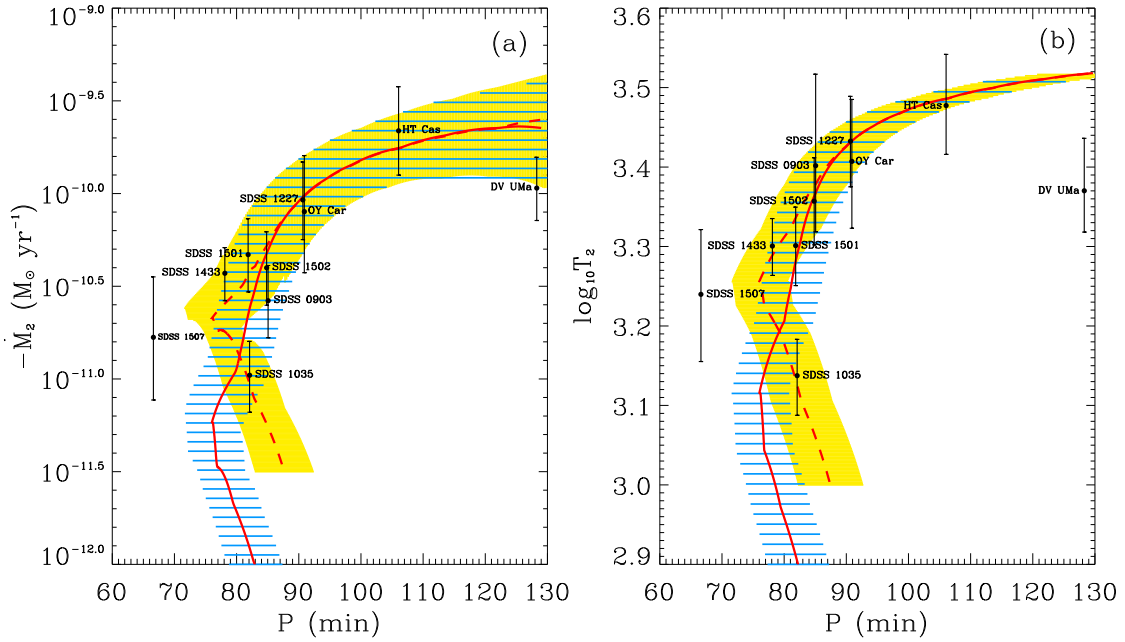 (a)
10^-9.0
10^-9.5
10^-10.0
10^-10.5
10^-11.0
10^-11.5
10^-12.0
−Ṁ₂ (M⊙ yr⁻¹)
HT Cas
DV UMa
SDSS 1227
OY Car
SDSS 1501
SDSS 1502
SDSS 1433
SDSS 0903
SDSS 1507
SDSS 1035
60 70 80 90 100 110 120 130
P (min)
(b)
3.6
3.5
3.4
3.3
3.2
3.1
3.0
2.9
log₁₀T₂
HT Cas
SDSS 1227
OY Car
SDSS 0903
DV UMa
SDSS 1502
SDSS 1433
SDSS 1501
SDSS 1507
SDSS 1035
60 70 80 90 100 110 120 130
P (min)